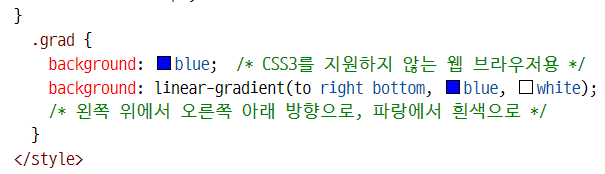 }
.grad {
background: blue; /* CSS3를 지원하지 않는 웹 브라우저용 */
background: linear-gradient(to right bottom, blue, white);
/* 왼쪽 위에서 오른쪽 아래 방향으로, 파랑에서 흰색으로 */
}
</style>